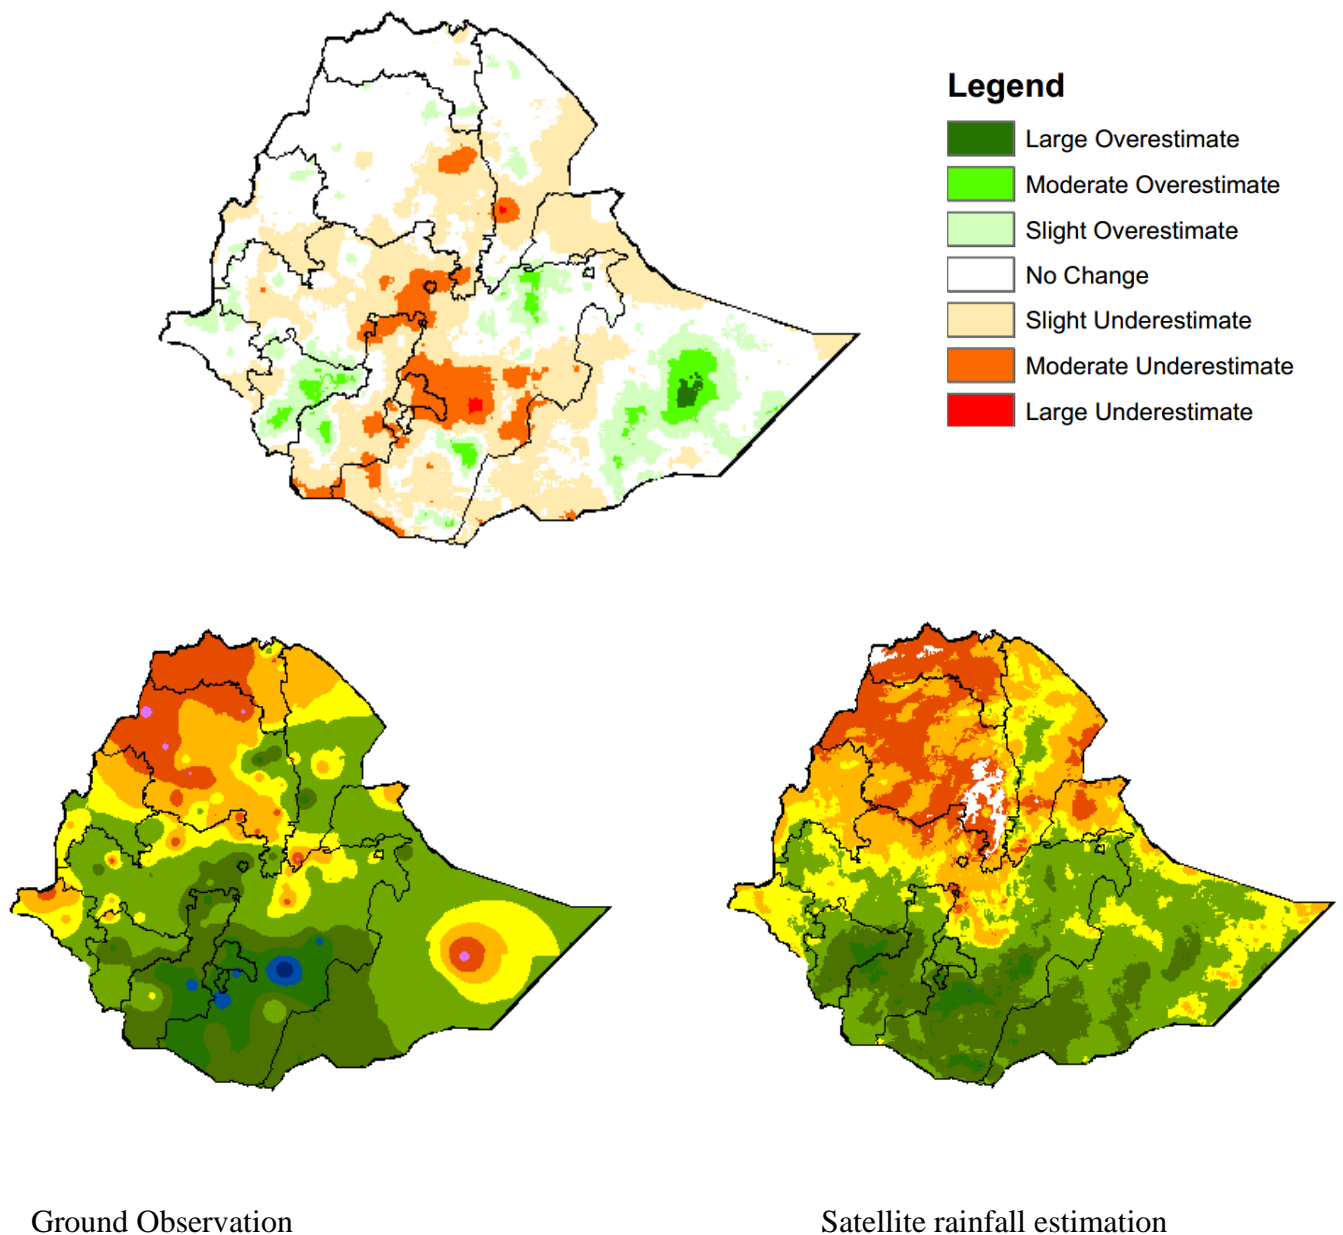 Legend
Large Overestimate
Moderate Overestimate
Slight Overestimate
No Change
Slight Underestimate
Moderate Underestimate
Large Underestimate
Ground Observation
Satellite rainfall estimation